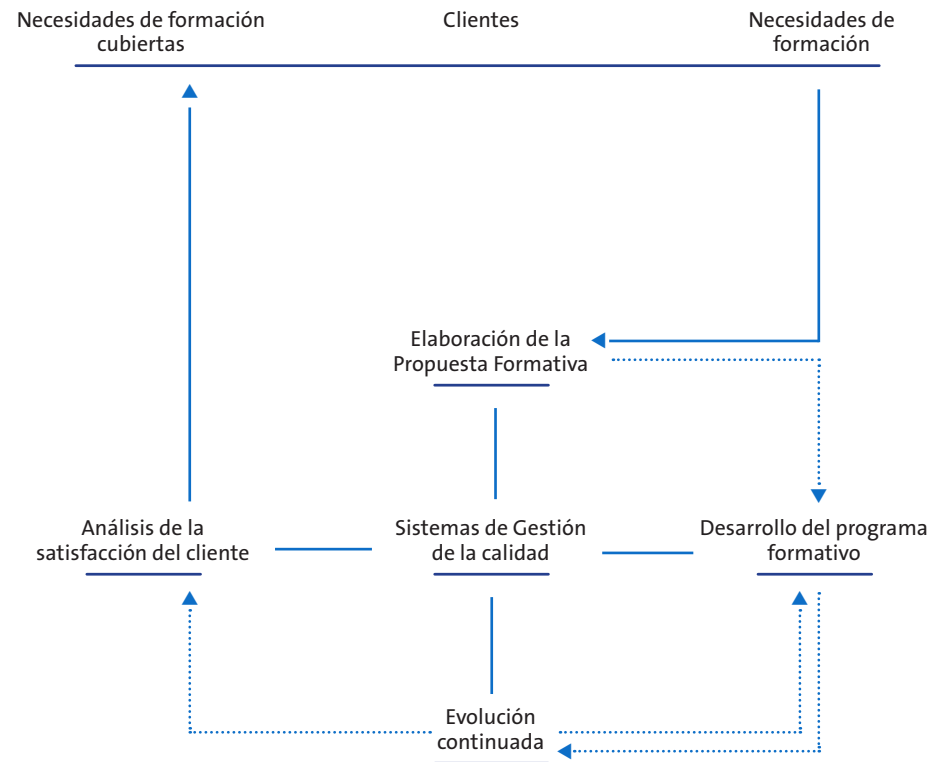 Necesidades de formación
cubiertas
Clientes
Necesidades de
formación
Elaboración de la
Propuesta Formativa
Análisis de la
satisfacción del cliente
Sistemas de Gestión
de la calidad
Desarrollo del programa
formativo
Evolución
continuada